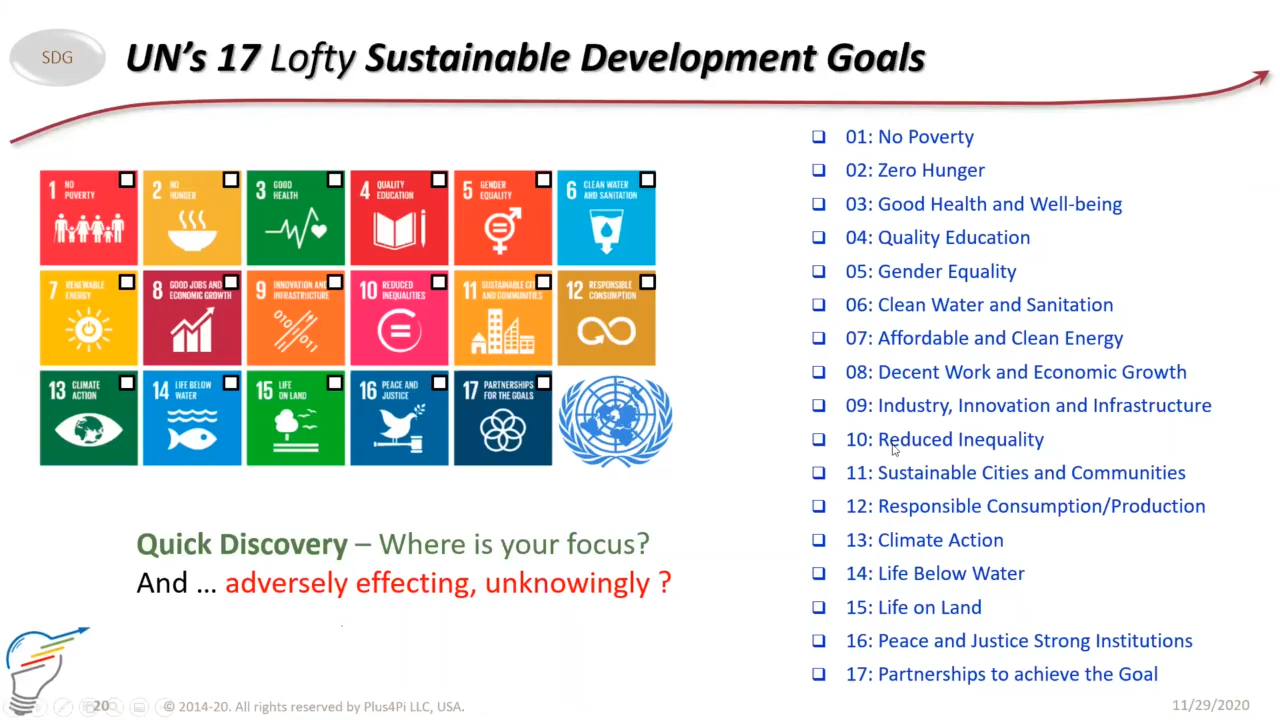 SDG
UN's 17 Lofty Sustainable Development Goals
1 NO
POVERTY
2 NO
HUNGER
3 GOOD
HEALTH
4 QUALITY
EDUCATION
5 GENDER
EQUALITY
6 CLEAN WATER
AND SANITATION
7 RENEWABLE
ENERGY
8 GOOD JOBS AND
ECONOMIC GROWTH
9 INNOVATION AND
INFRASTRUCTURE
10 REDUCED
INEQUALITIES
11 SUSTAINABLE CI
AND COMMUNITIES
12 RESPONSIBLE
CONSUMPTION
13 CLIMATE
ACTION
14 LIFE BELOW
WATER
15 LIFE
ON LAND
16 PEACE AND
JUSTICE
17 PARTNERSHIPS
FOR THE GOALS
01: No Poverty
02: Zero Hunger
03: Good Health and Well-being
04: Quality Education
05: Gender Equality
06: Clean Water and Sanitation
07: Affordable and Clean Energy
08: Decent Work and Economic Growth
09: Industry, Innovation and Infrastructure
10: Reduced Inequality
11: Sustainable Cities and Communities
12: Responsible Consumption/Production
13: Climate Action
14: Life Below Water
15: Life on Land
16: Peace and Justice Strong Institutions
17: Partnerships to achieve the Goal
Quick Discovery – Where is your focus?
And ... adversely effecting, unknowingly ?
20 © 2014-20. All rights reserved by Plus4Pi LLC, USA.
11/29/2020